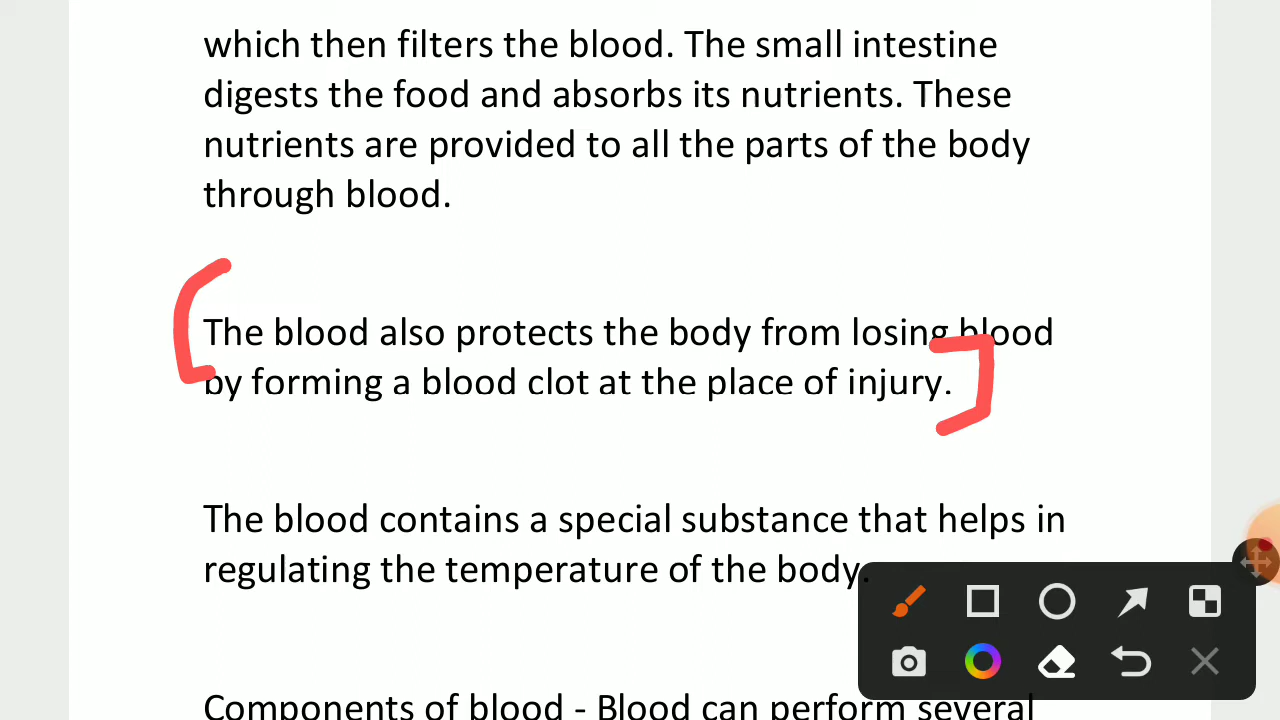 which then filters the blood. The small intestine
digests the food and absorbs its nutrients. These
nutrients are provided to all the parts of the body
through blood.
The blood also protects the body from losing blood
by forming a blood clot at the place of injury.
The blood contains a special substance that helps in
regulating the temperature of the body.
Components of blood - Blood can perform several